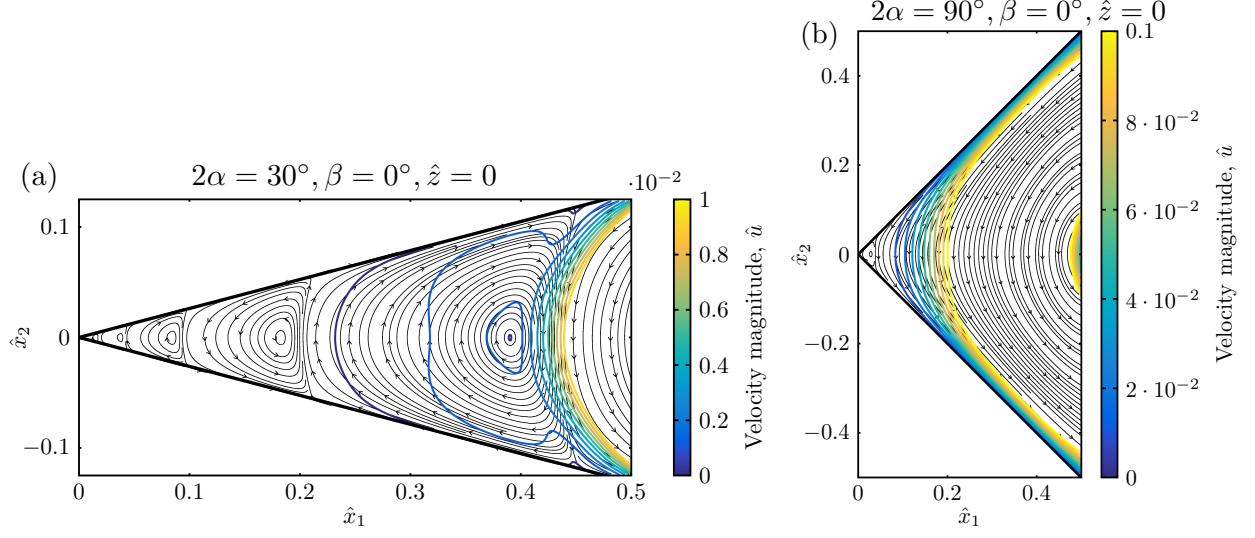 (a)
2α = 30°, β = 0°, ẑ = 0
·10⁻²
0.1
0
−0.1
x̂₂
0
0.1
0.2
0.3
0.4
0.5
x̂₁
1
0.8
0.6
0.4
0.2
0
Velocity magnitude, û
(b)
2α = 90°, β = 0°, ẑ = 0
0.4
0.2
0
−0.2
−0.4
x̂₂
0
0.2
0.4
x̂₁
0.1
8 · 10⁻²
6 · 10⁻²
4 · 10⁻²
2 · 10⁻²
0
Velocity magnitude, û